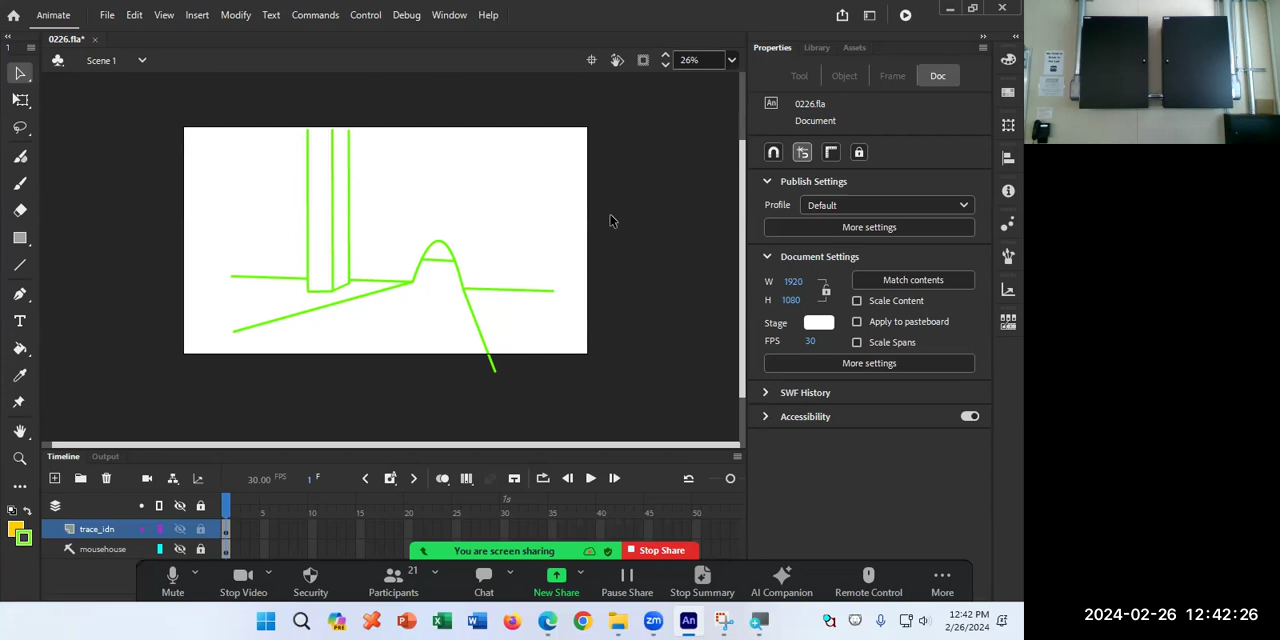 Animate File Edit View Insert Modify Text Commands Control Debug Window Help
0226.fla*
Scene 1
26%
Properties Library Assets
Tool Object Frame Doc
An 0226.fla
Document
Publish Settings
Profile Default
More settings
Document Settings
W 1920 Match contents
H 1080 Scale Content
Stage Apply to pasteboard
FPS 30 Scale Spans
More settings
SWF History
Accessibility
Timeline Output
30.00 FPS 1 F
1s
5 10 15 20 25 30 35 40 45 50
trace_idn
mousehouse
You are screen sharing Stop Share
Mute Stop Video Security Participants 21 Chat New Share Pause Share Stop Summary AI Companion Remote Control More
12:42 PM
2/26/2024
2024-02-26 12:42:26